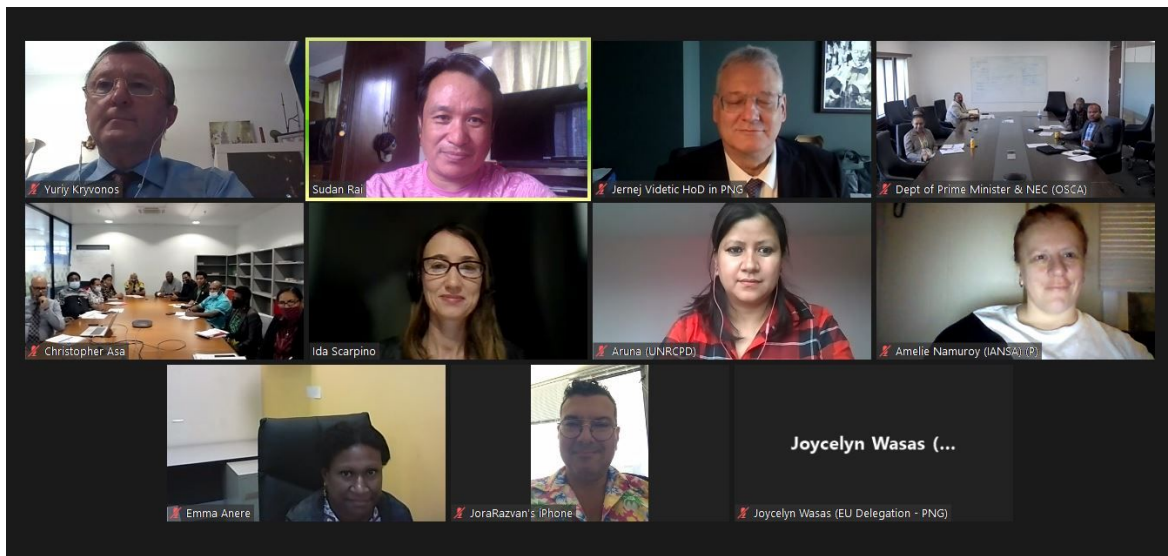 Yuriy Kryvonos
Sudan Rai
Jernej Videtic HoD in PNG
Dept of Prime Minister & NEC (OSCA)
Christopher Asa
Ida Scarpino
Aruna (UNRCPD)
Amelie Namuroy (IANSA) (P)
Emma Anere
JoraRazvan's iPhone
Joycelyn Wasas (...
Joycelyn Wasas (EU Delegation - PNG)